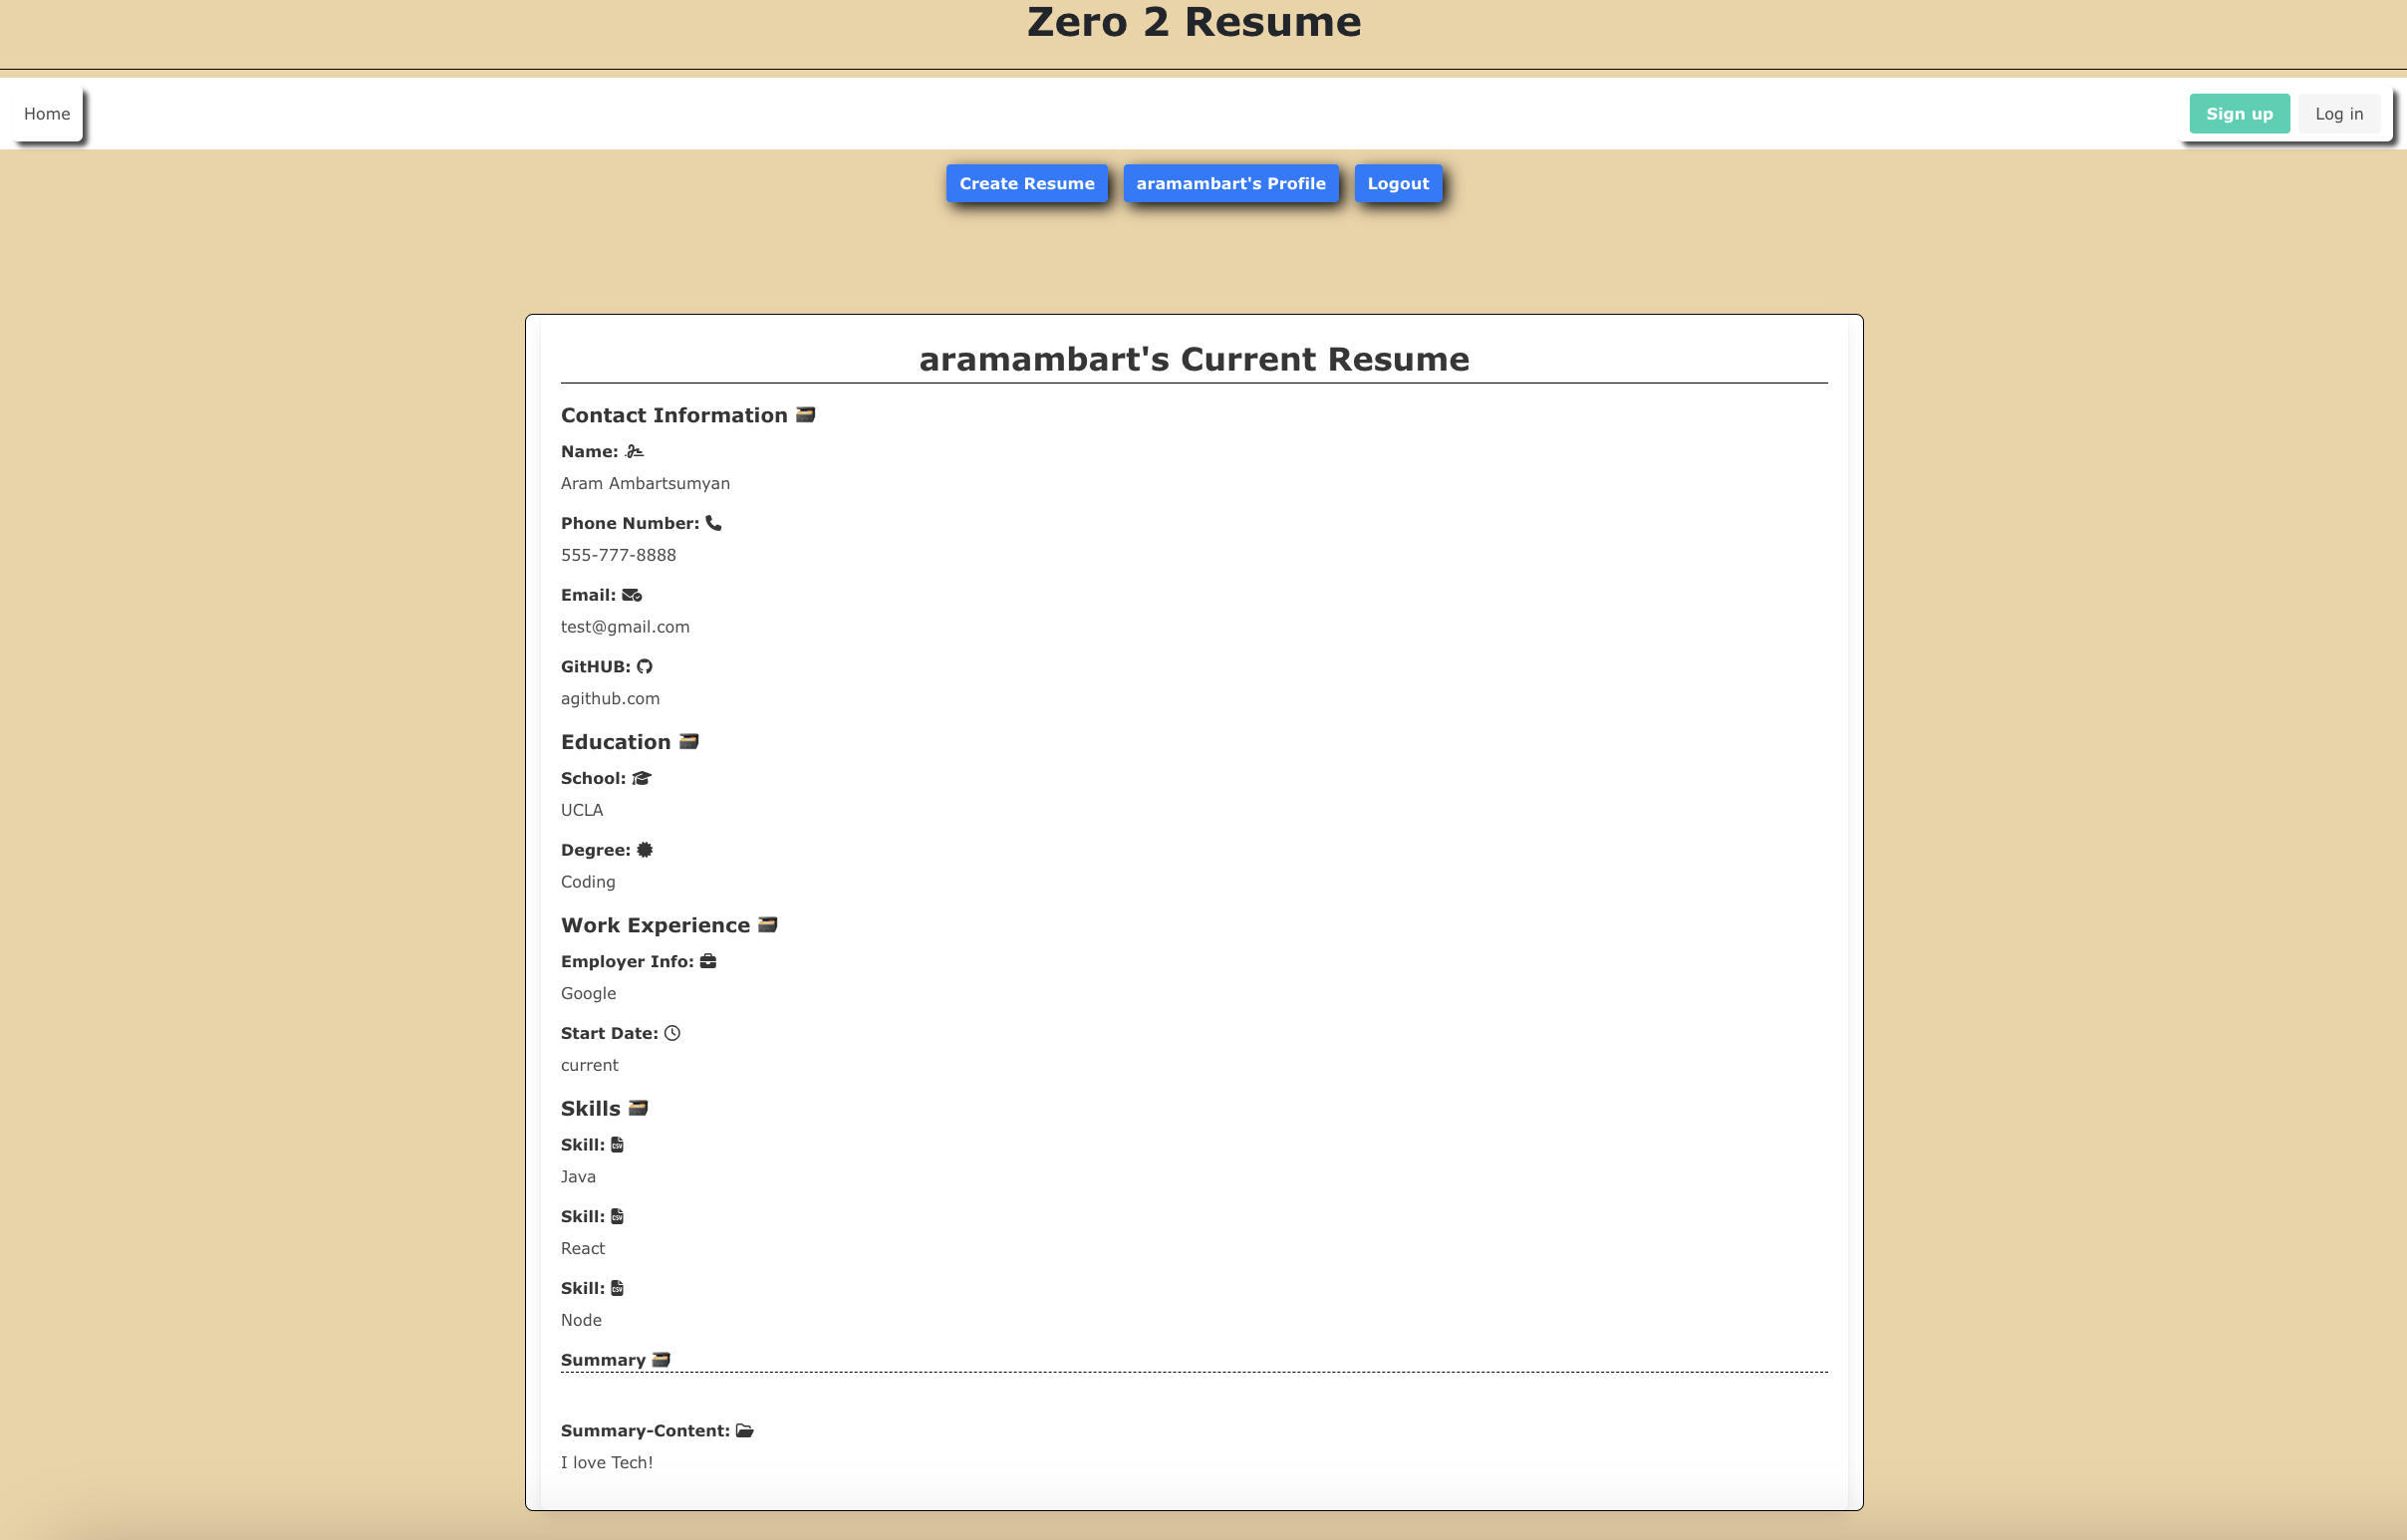 Zero 2 Resume
Home
Sign up
Log in
Create Resume
aramambart's Profile
Logout
aramambart's Current Resume
Contact Information
Name:
Aram Ambartsumyan
Phone Number:
555-777-8888
Email:
test@gmail.com
GitHUB:
agithub.com
Education
School:
UCLA
Degree:
Coding
Work Experience
Employer Info:
Google
Start Date:
current
Skills
Skill:
Java
Skill:
React
Skill:
Node
Summary
Summary-Content:
I love Tech!